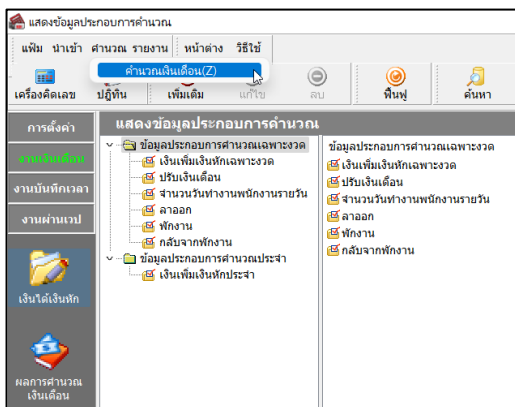 แสดงข้อมูลประกอบการคำนวณ
แฟ้ม นำเข้า คำนวณ รายงาน หน้าต่าง วิธีใช้
คำนวณเงินเดือน(Z)
เครื่องคิดเลข ปฏิทิน เพิ่มเติม แก้ไข ลบ ฟื้นฟู ค้นหา
การตั้งค่า
งานเงินเดือน
งานบันทึกเวลา
งานผ่านเวป
เงินได้เงินหัก
ผลการคำนวณ
เงินเดือน
แสดงข้อมูลประกอบการคำนวณ
ข้อมูลประกอบการคำนวณเฉพาะงวด
เงินเพิ่มเงินหักเฉพาะงวด
ปรับเงินเดือน
จำนวนวันทำงานพนักงานรายวัน
ลาออก
พักงาน
กลับจากพักงาน
ข้อมูลประกอบการคำนวณประจำ
เงินเพิ่มเงินหักประจำ
ข้อมูลประกอบการคำนวณเฉพาะงวด
เงินเพิ่มเงินหักเฉพาะงวด
ปรับเงินเดือน
จำนวนวันทำงานพนักงานรายวัน
ลาออก
พักงาน
กลับจากพักงาน